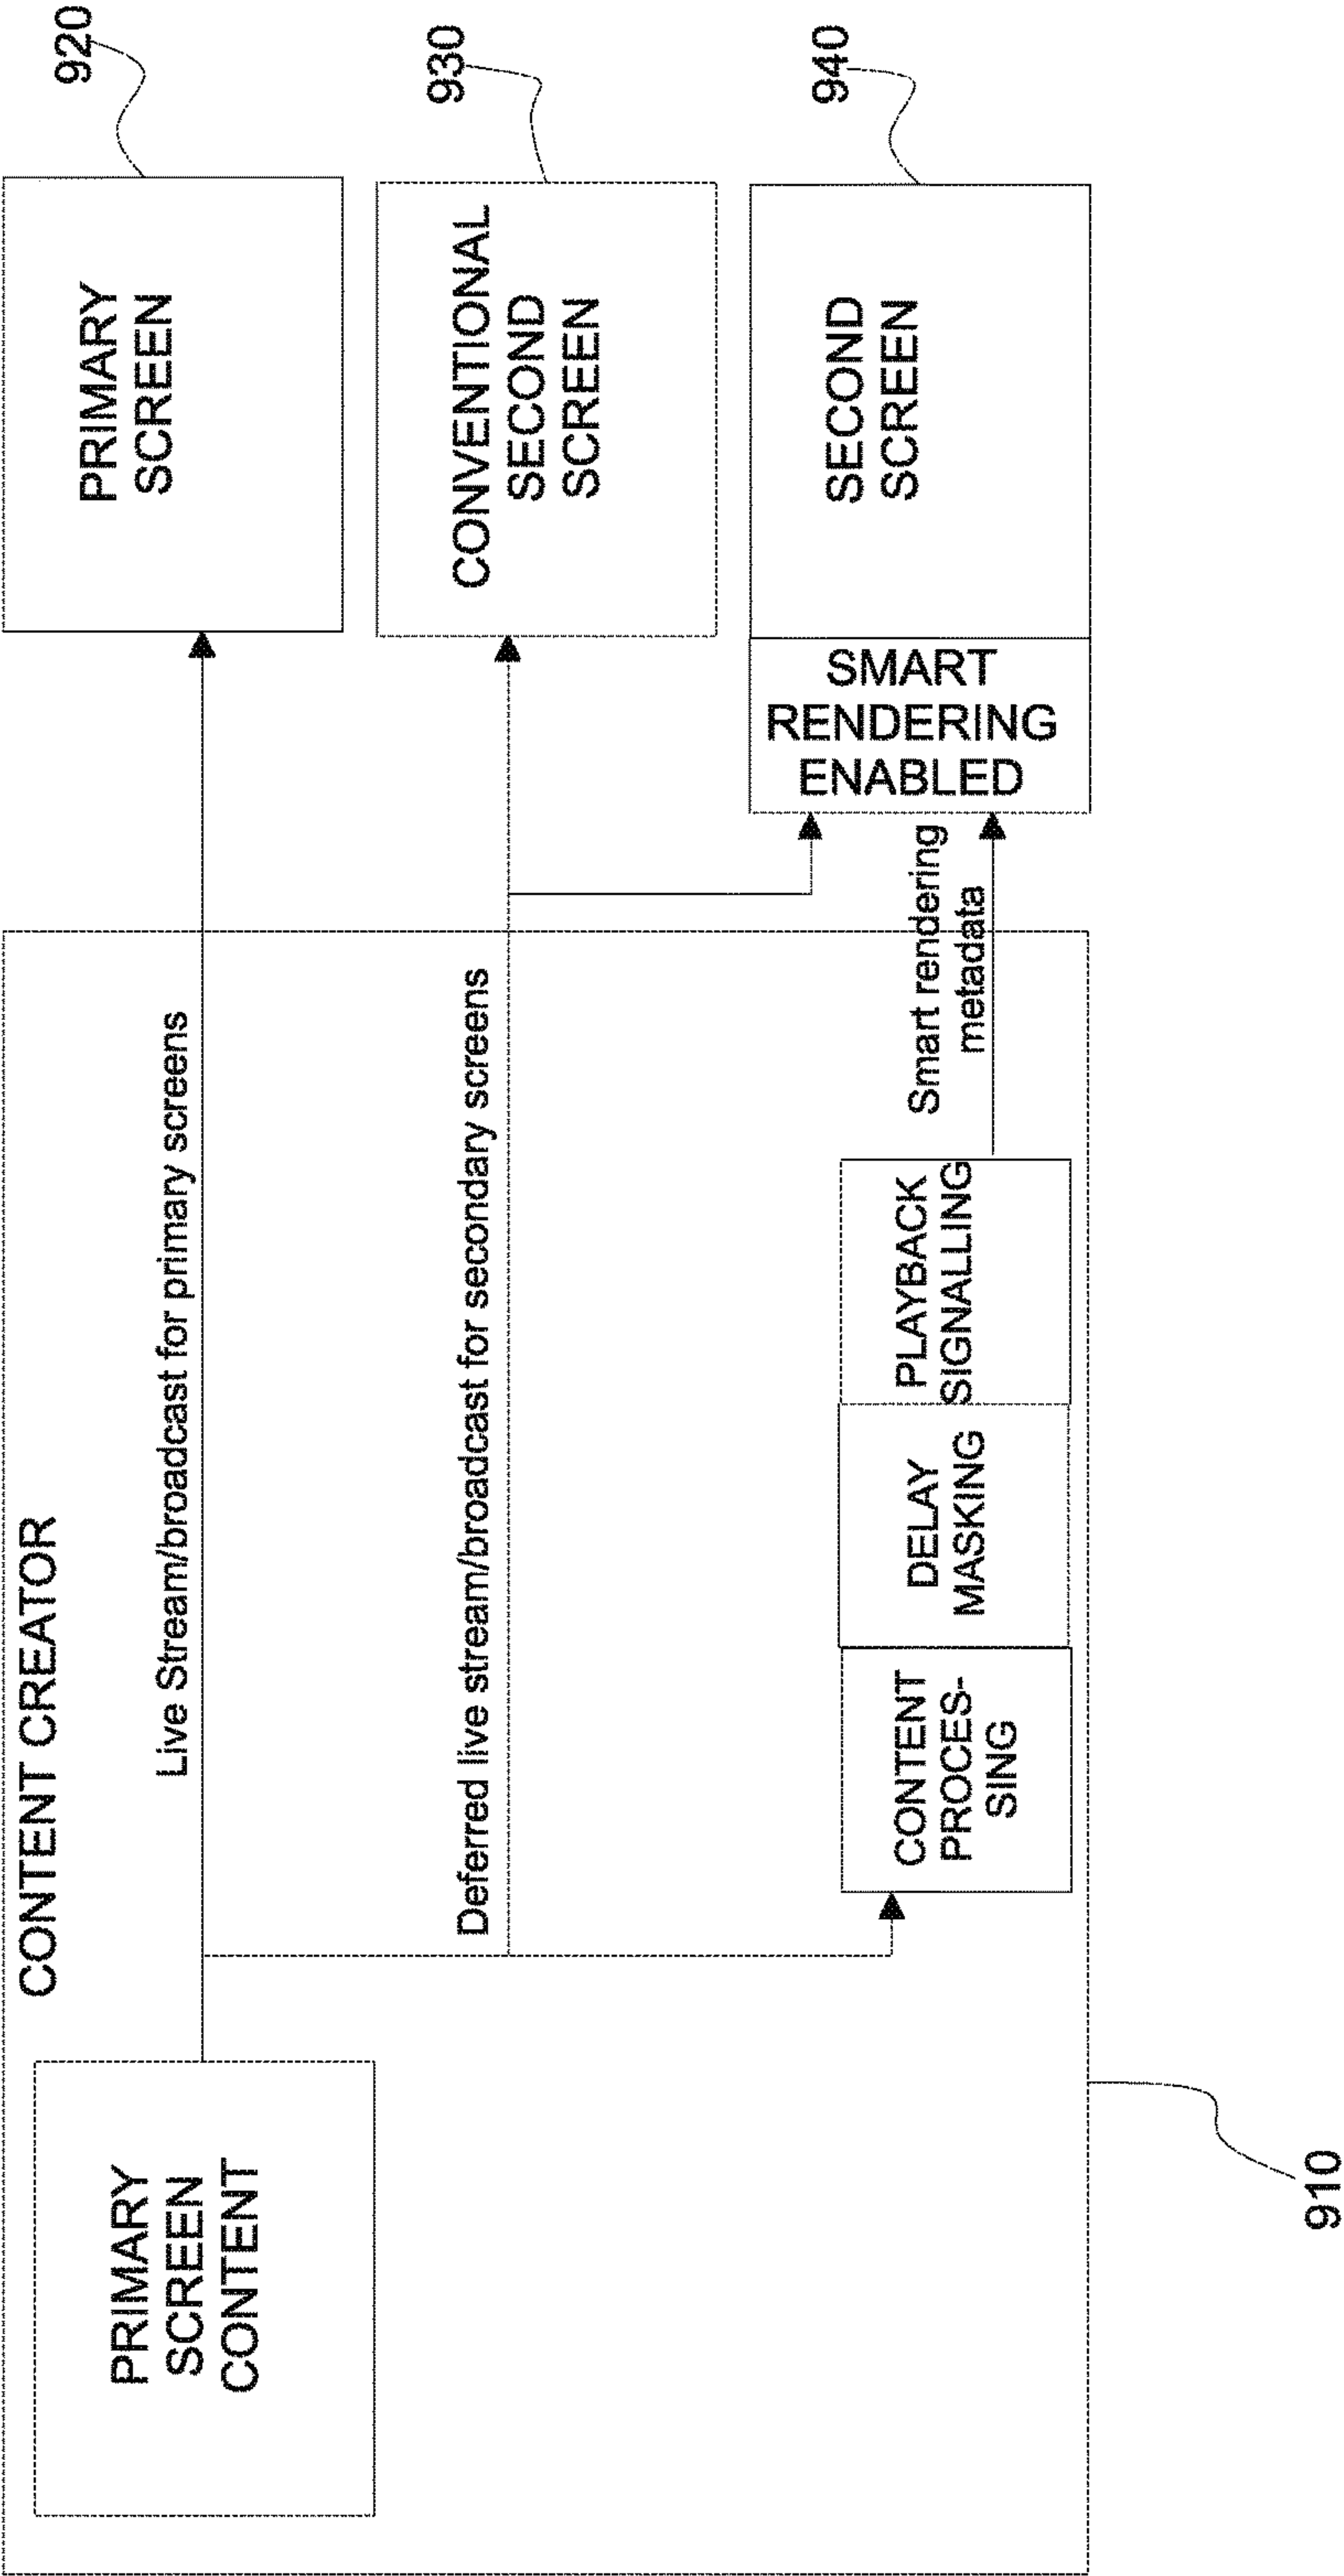 CONTENT CREATOR
PRIMARY
SCREEN
CONTENT
Live Stream/broadcast for primary screens
PRIMARY
SCREEN
920
Deferred live stream/broadcast for secondary screens
CONVENTIONAL
SECOND
SCREEN
930
CONTENT
PROCES-
SING
DELAY
MASKING
PLAYBACK
SIGNALLING
Smart rendering
metadata
SMART
RENDERING
ENABLED
SECOND
SCREEN
940
910